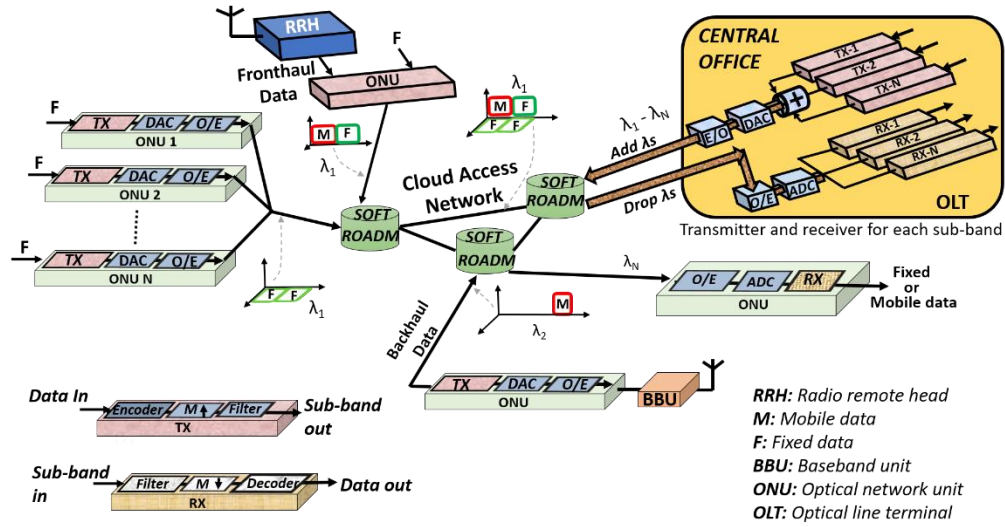 RRH
Fronthaul
Data
F
ONU
λ1
M F
λ1
M F
F F
λ1
CENTRAL
OFFICE
TX-1
TX-2
TX-N
+
DAC
E/O
RX-1
RX-2
RX-N
O/E
ADC
OLT
Transmitter and receiver for each sub-band
λ1 - λN
Add λs
Drop λs
F
TX DAC O/E
ONU 1
F
TX DAC O/E
ONU 2
F
TX DAC O/E
ONU N
F F
λ1
Cloud Access
Network
SOFT
ROADM
SOFT
ROADM
SOFT
ROADM
λN
O/E ADC RX
ONU
Fixed
or
Mobile data
M
λ2
Backhaul
Data
TX DAC O/E
ONU
BBU
Data In
Encoder M↑ Filter
TX
Sub-band
out
Sub-band
in
Filter M↓ Decoder
RX
Data out
RRH: Radio remote head
M: Mobile data
F: Fixed data
BBU: Baseband unit
ONU: Optical network unit
OLT: Optical line terminal